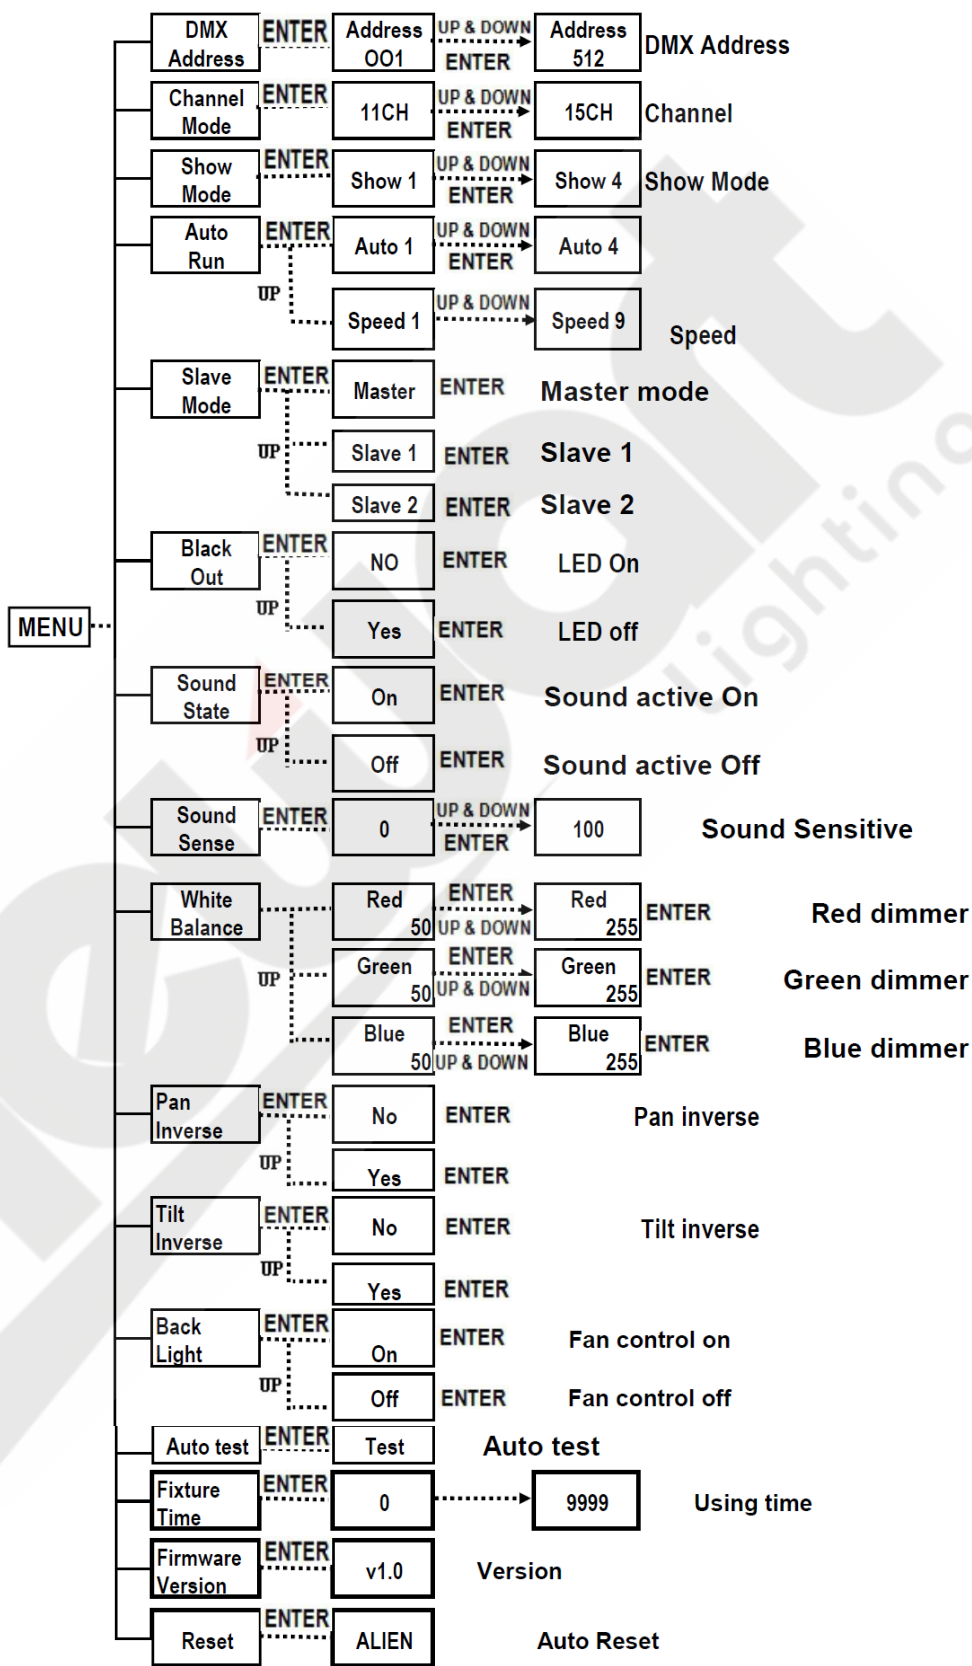 DMX Address ENTER Address OO1 UP & DOWN ENTER Address 512 DMX Address
Channel Mode ENTER 11CH UP & DOWN ENTER 15CH Channel
Show Mode ENTER Show 1 UP & DOWN ENTER Show 4 Show Mode
Auto Run ENTER Auto 1 UP & DOWN ENTER Auto 4
UP Speed 1 UP & DOWN Speed 9 Speed
Slave Mode ENTER Master ENTER Master mode
UP Slave 1 ENTER Slave 1
Slave 2 ENTER Slave 2
Black Out ENTER NO ENTER LED On
UP Yes ENTER LED off
MENU
Sound State ENTER On ENTER Sound active On
UP Off ENTER Sound active Off
Sound Sense ENTER 0 UP & DOWN ENTER 100 Sound Sensitive
White Balance Red 50 ENTER UP & DOWN Red 255 ENTER Red dimmer
UP Green 50 ENTER UP & DOWN Green 255 ENTER Green dimmer
Blue 50 ENTER UP & DOWN Blue 255 ENTER Blue dimmer
Pan Inverse ENTER No ENTER Pan inverse
UP Yes ENTER
Tilt Inverse ENTER No ENTER Tilt inverse
UP Yes ENTER
Back Light ENTER On ENTER Fan control on
UP Off ENTER Fan control off
Auto test ENTER Test Auto test
Fixture Time ENTER 0 9999 Using time
Firmware Version ENTER v1.0 Version
Reset ENTER ALIEN Auto Reset
lighting